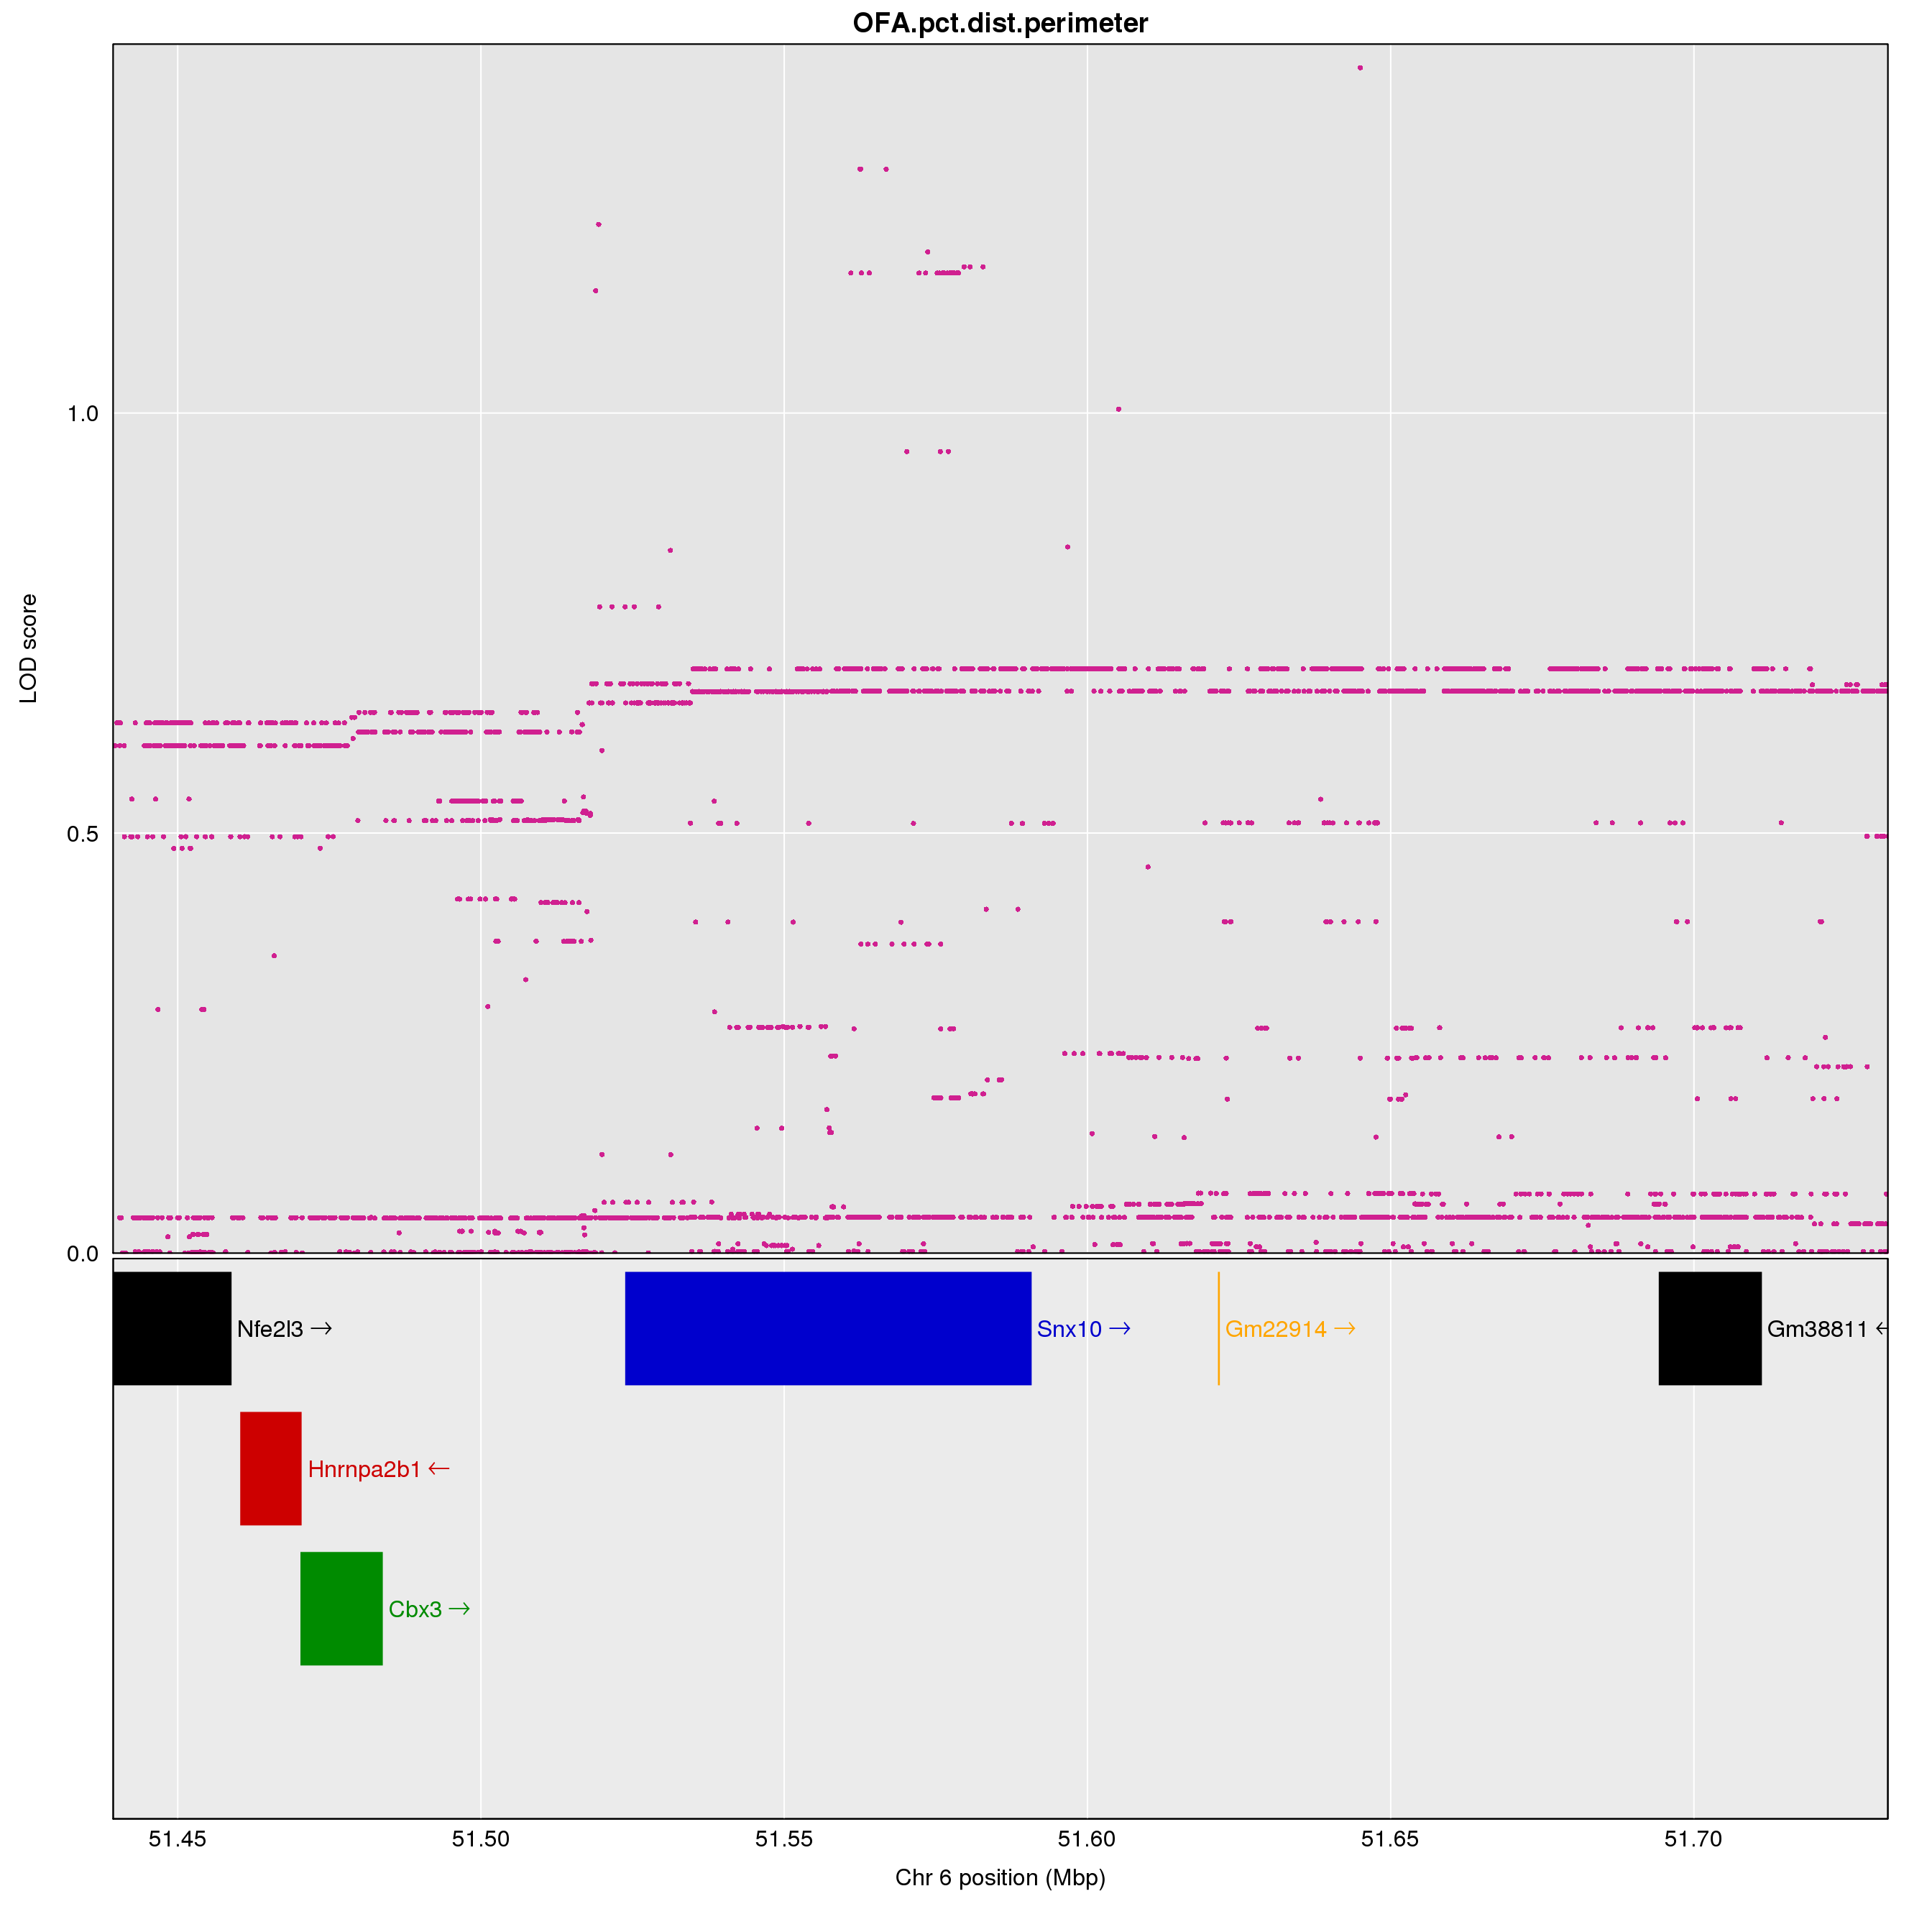 OFA.pct.dist.perimeter
LOD score
1.0
0.5
0.0
Nfe2l3 →
Snx10 →
Gm22914 →
Gm38811 ←
Hnrnpa2b1 ←
Cbx3 →
51.45 51.50 51.55 51.60 51.65 51.70
Chr 6 position (Mbp)